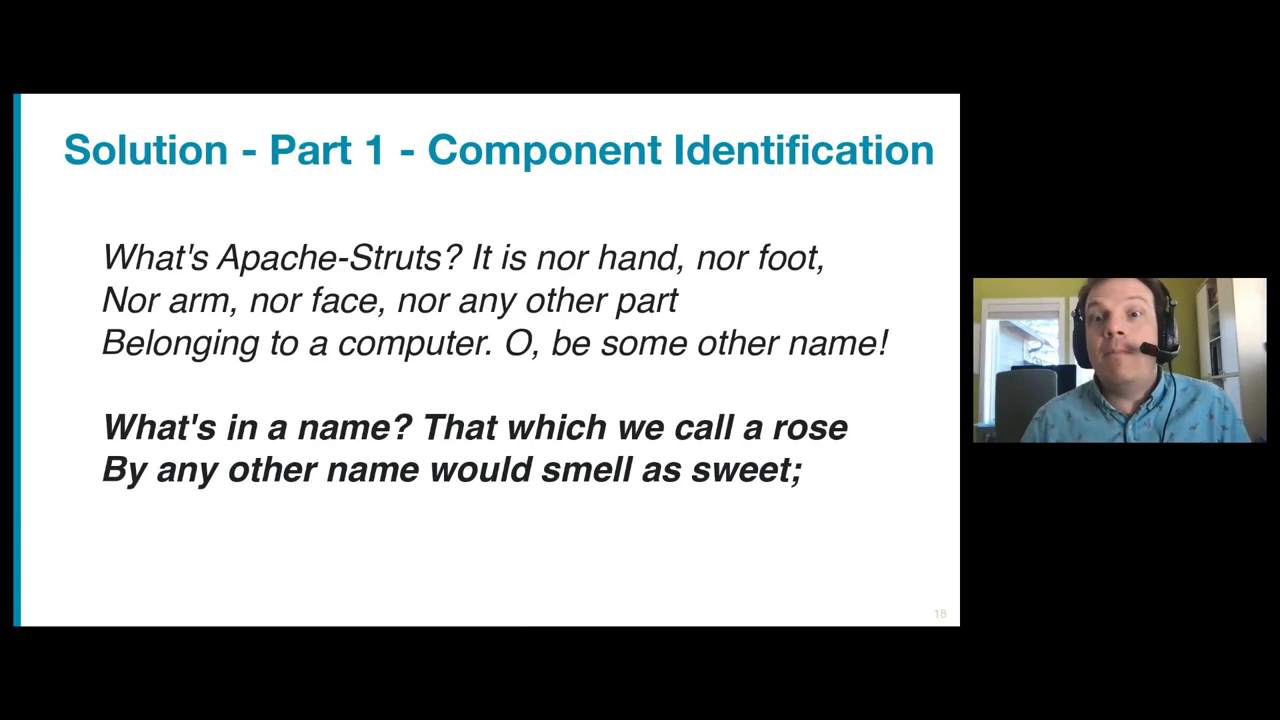 Solution - Part 1 - Component Identification
What's Apache-Struts? It is nor hand, nor foot,
Nor arm, nor face, nor any other part
Belonging to a computer. O, be some other name!
What's in a name? That which we call a rose
By any other name would smell as sweet;
18